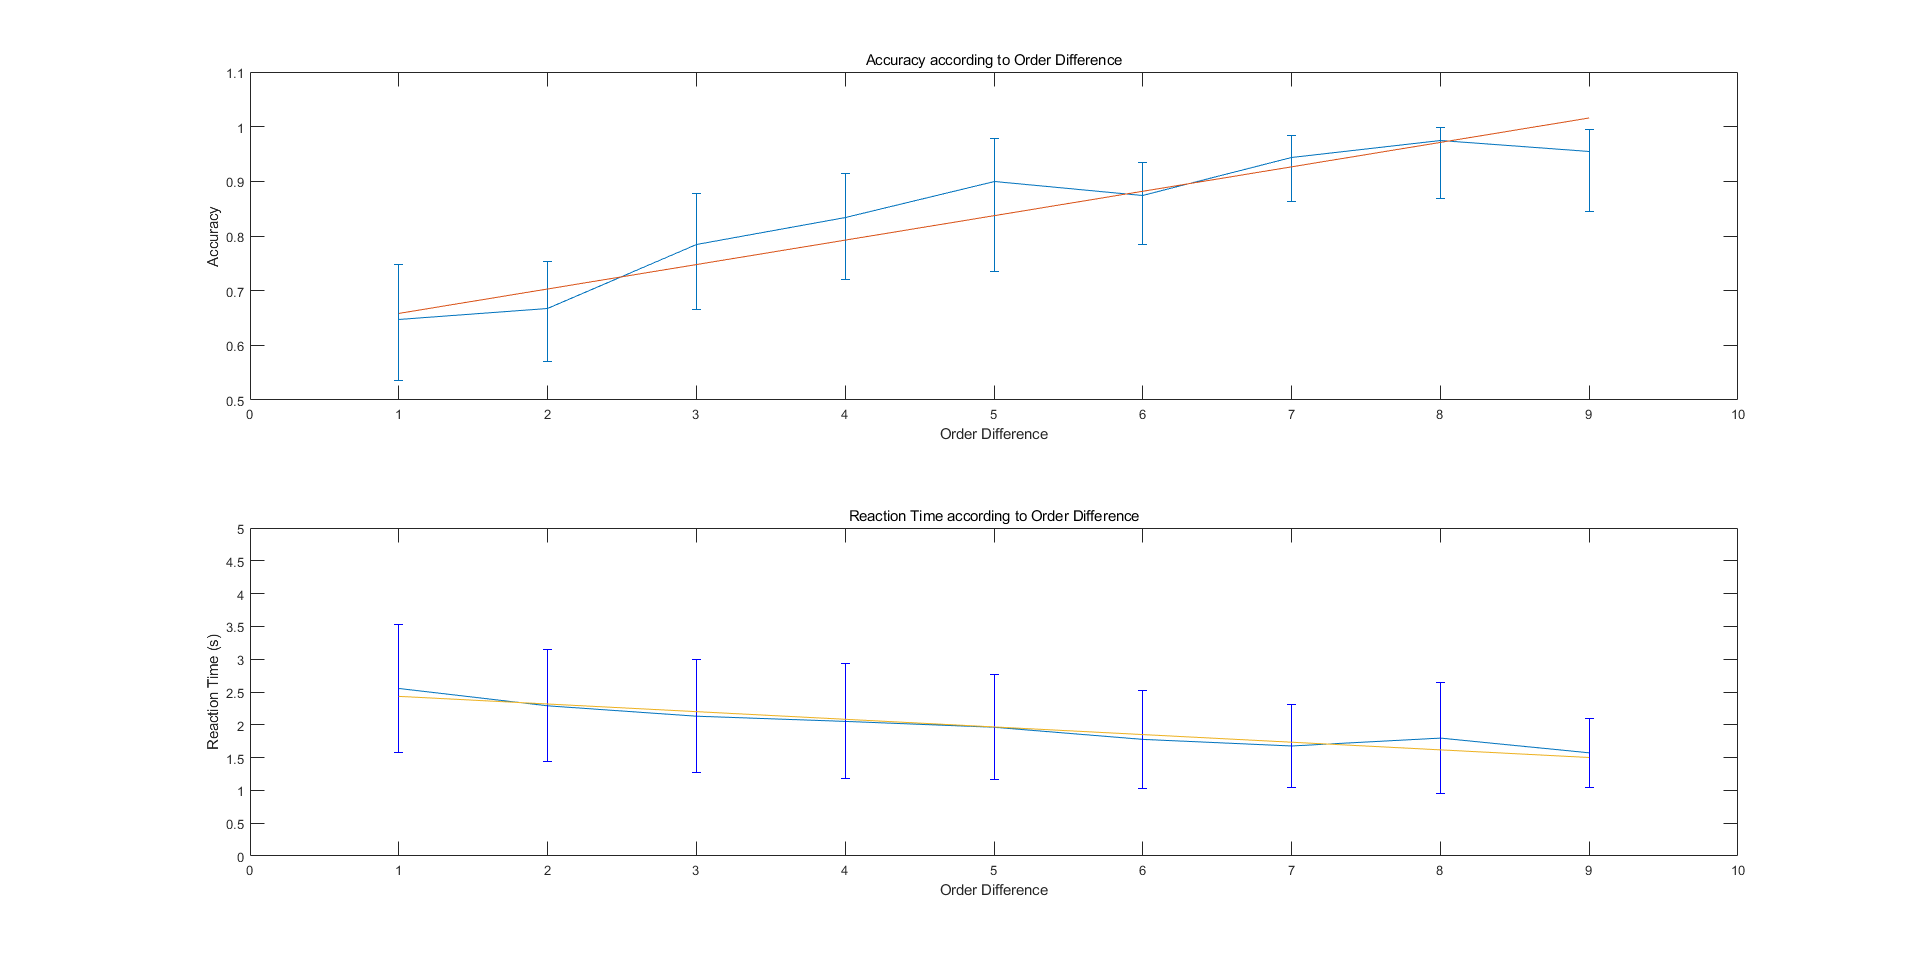 Accuracy according to Order Difference
1.1
1
0.9
0.8
0.7
0.6
0.5
Accuracy
0 1 2 3 4 5 6 7 8 9 10
Order Difference
Reaction Time according to Order Difference
5
4.5
4
3.5
3
2.5
2
1.5
1
0.5
0
Reaction Time (s)
0 1 2 3 4 5 6 7 8 9 10
Order Difference